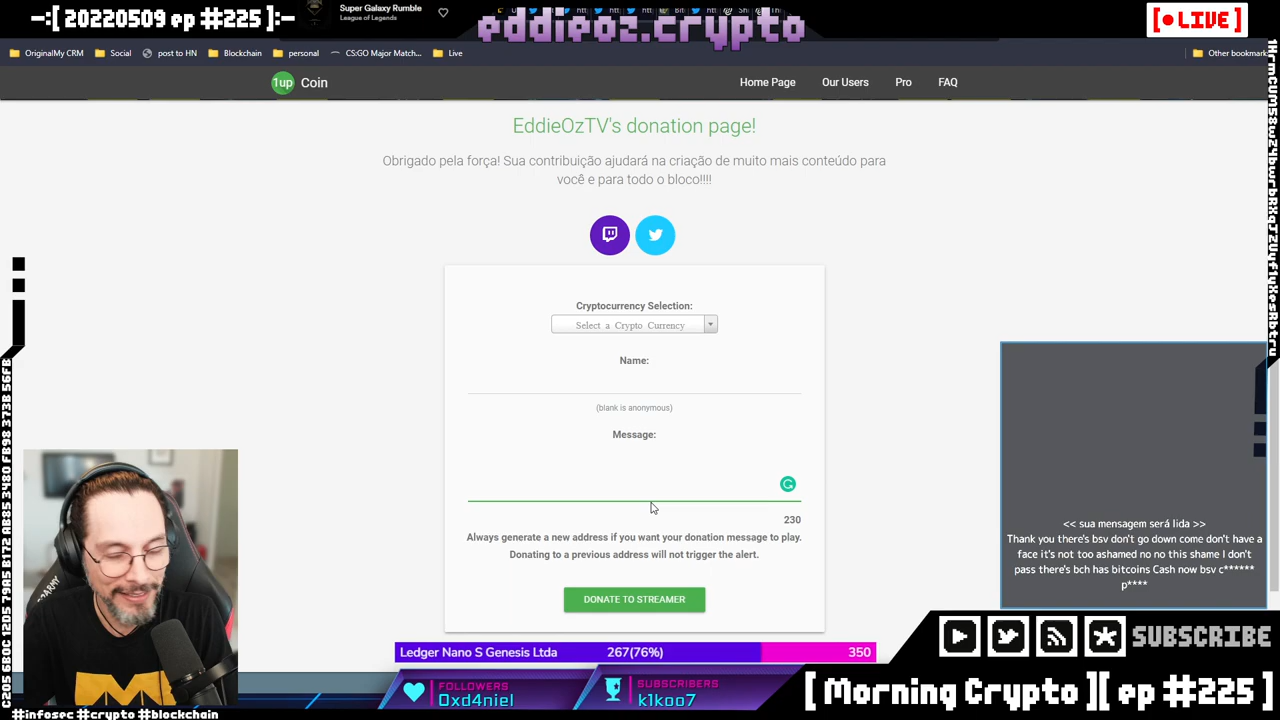 -:[ 20220509 ep #225 ]:-
Super Galaxy Rumble
League of Legends
eddieoz.crypto
[ LIVE ]
OriginalMy CRM
Social
post to HN
Blockchain
personal
CS:GO Major Match...
Live
Other bookmark
1up Coin
Home Page
Our Users
Pro
FAQ
EddieOzTV's donation page!
Obrigado pela força! Sua contribuição ajudará na criação de muito mais conteúdo para
você e para todo o bloco!!!!
Cryptocurrency Selection:
Select a Crypto Currency
Name:
(blank is anonymous)
Message:
230
Always generate a new address if you want your donation message to play.
Donating to a previous address will not trigger the alert.
DONATE TO STREAMER
<< sua mensagem será lida >>
Thank you there's bsv don't go down come don't have a
face it's not too ashamed no no this shame I don't
pass there's bch has bitcoins Cash now bsv c******
p****
Ledger Nano S Genesis Ltda
267(76%)
350
FOLLOWERS
0xd4niel
SUBSCRIBERS
k1koo7
SUBSCRIBE
[ Morning Crypto ][ ep #225 ]
#infosec #crypto #blockchain